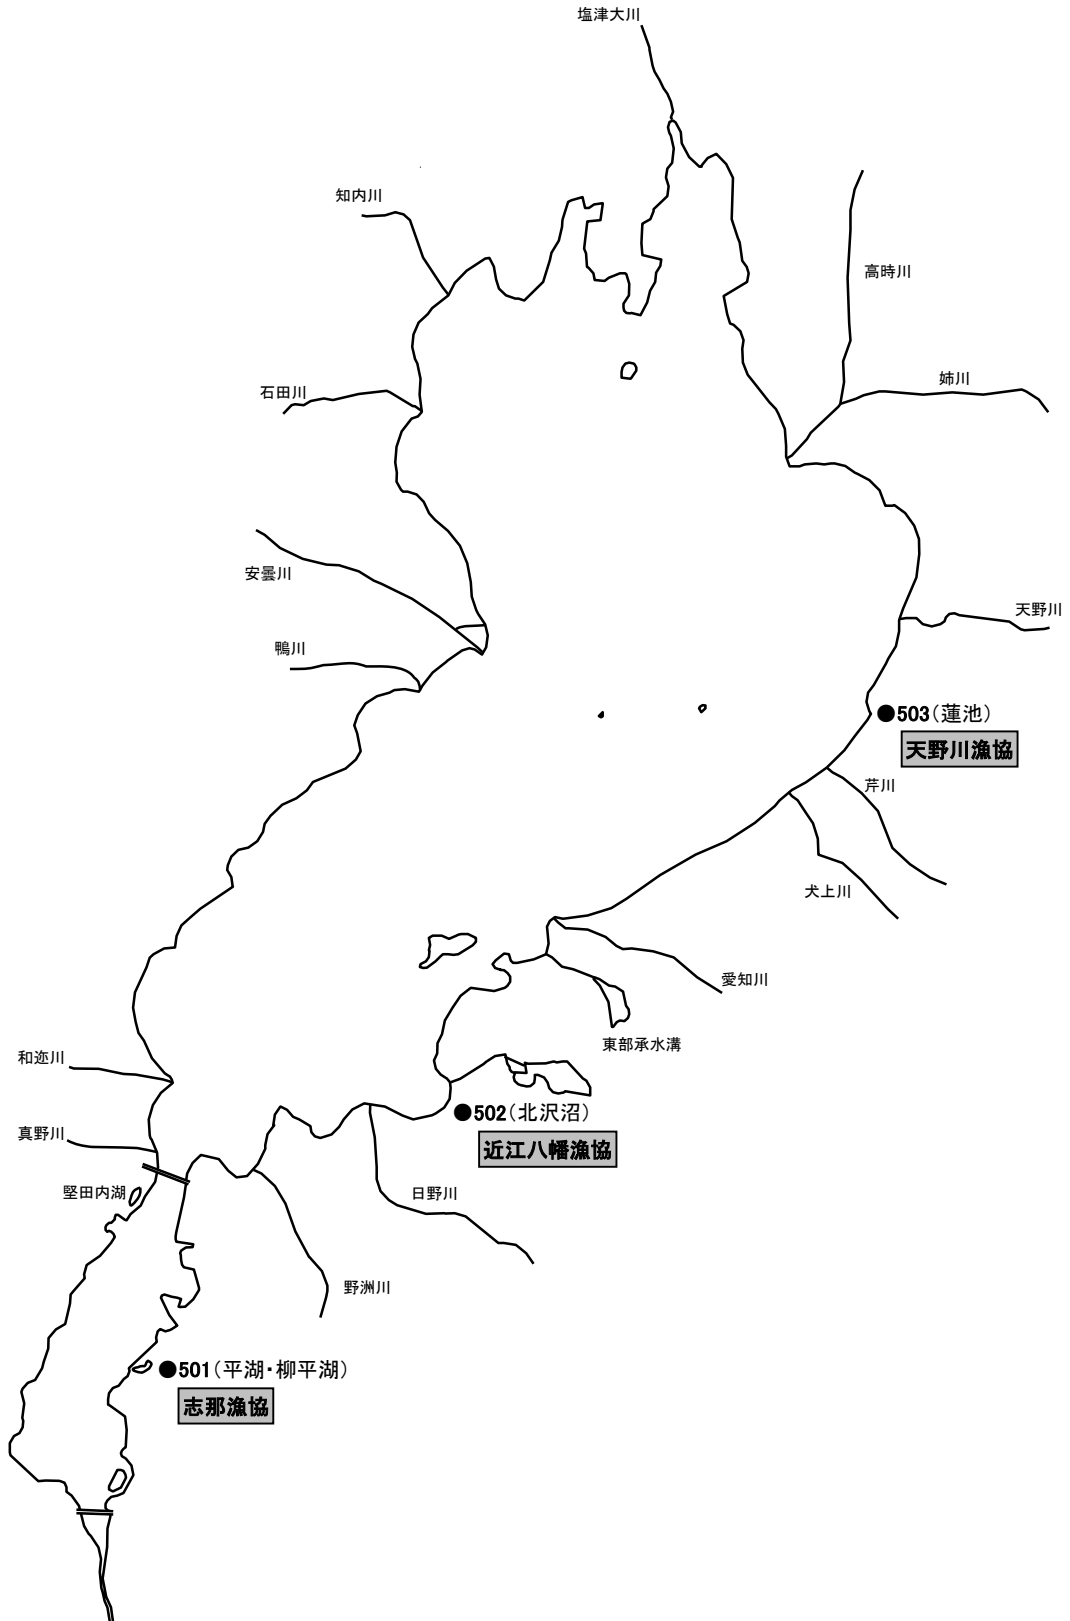 塩津大川
知内川
高時川
姉川
石田川
安曇川
天野川
鴨川
●503（蓮池）
天野川漁協
芹川
犬上川
愛知川
東部承水溝
和迩川
●502（北沢沼）
真野川
近江八幡漁協
堅田内湖
日野川
野洲川
●501（平湖・柳平湖）
志那漁協